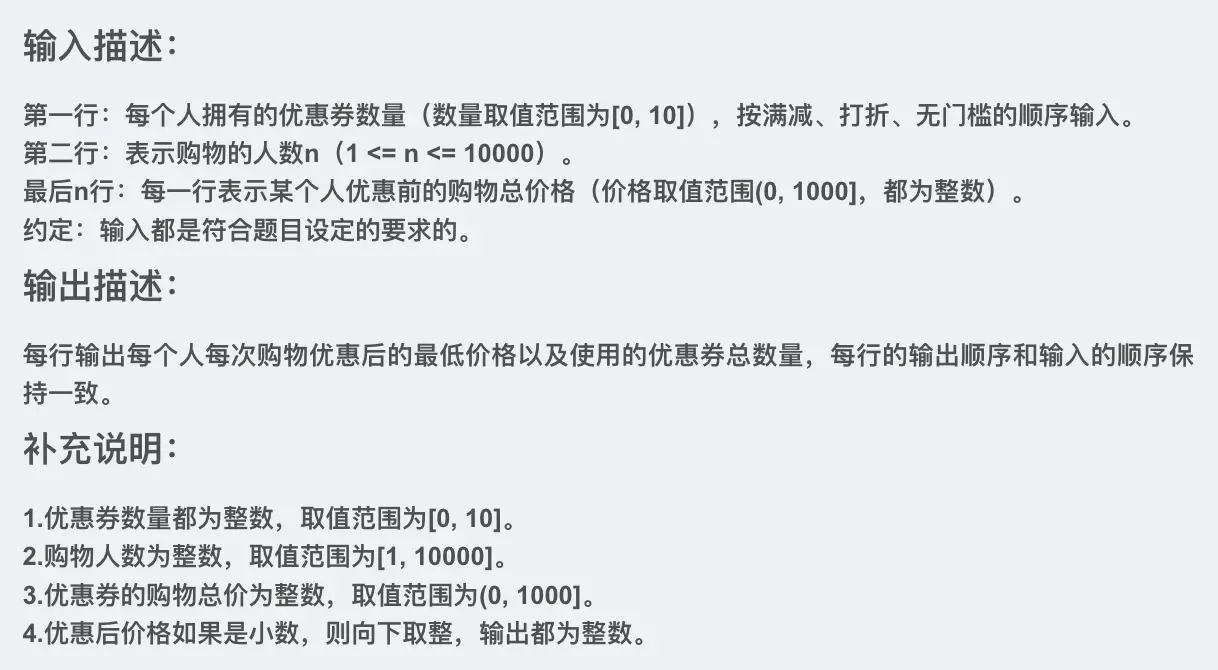 输入描述：
第一行：每个人拥有的优惠券数量（数量取值范围为[0, 10]），按满减、打折、无门槛的顺序输入。
第二行：表示购物的人数n（1 <= n <= 10000）。
最后n行：每一行表示某个人优惠前的购物总价格（价格取值范围(0, 1000]，都为整数）。
约定：输入都是符合题目设定的要求的。
输出描述：
每行输出每个人每次购物优惠后的最低价格以及使用的优惠券总数量，每行的输出顺序和输入的顺序保
持一致。
补充说明：
1.优惠券数量都为整数，取值范围为[0, 10]。
2.购物人数为整数，取值范围为[1, 10000]。
3.优惠券的购物总价为整数，取值范围为(0, 1000]。
4.优惠后价格如果是小数，则向下取整，输出都为整数。